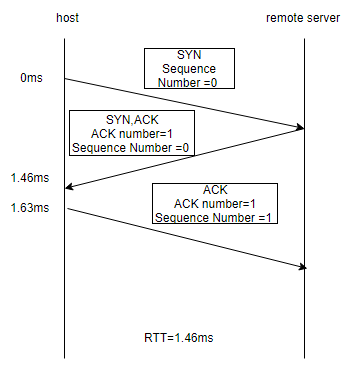 host
remote server
SYN
Sequence
Number =0
0ms
SYN,ACK
ACK number=1
Sequence Number =0
1.46ms
ACK
ACK number=1
Sequence Number =1
1.63ms
RTT=1.46ms